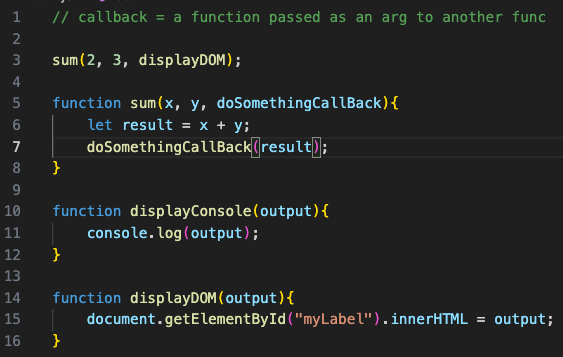 1 // callback = a function passed as an arg to another func
2
3 sum(2, 3, displayDOM);
4
5 function sum(x, y, doSomethingCallBack){
6     let result = x + y;
7     doSomethingCallBack(result);
8 }
9
10 function displayConsole(output){
11     console.log(output);
12 }
13
14 function displayDOM(output){
15     document.getElementById("myLabel").innerHTML = output;
16 }